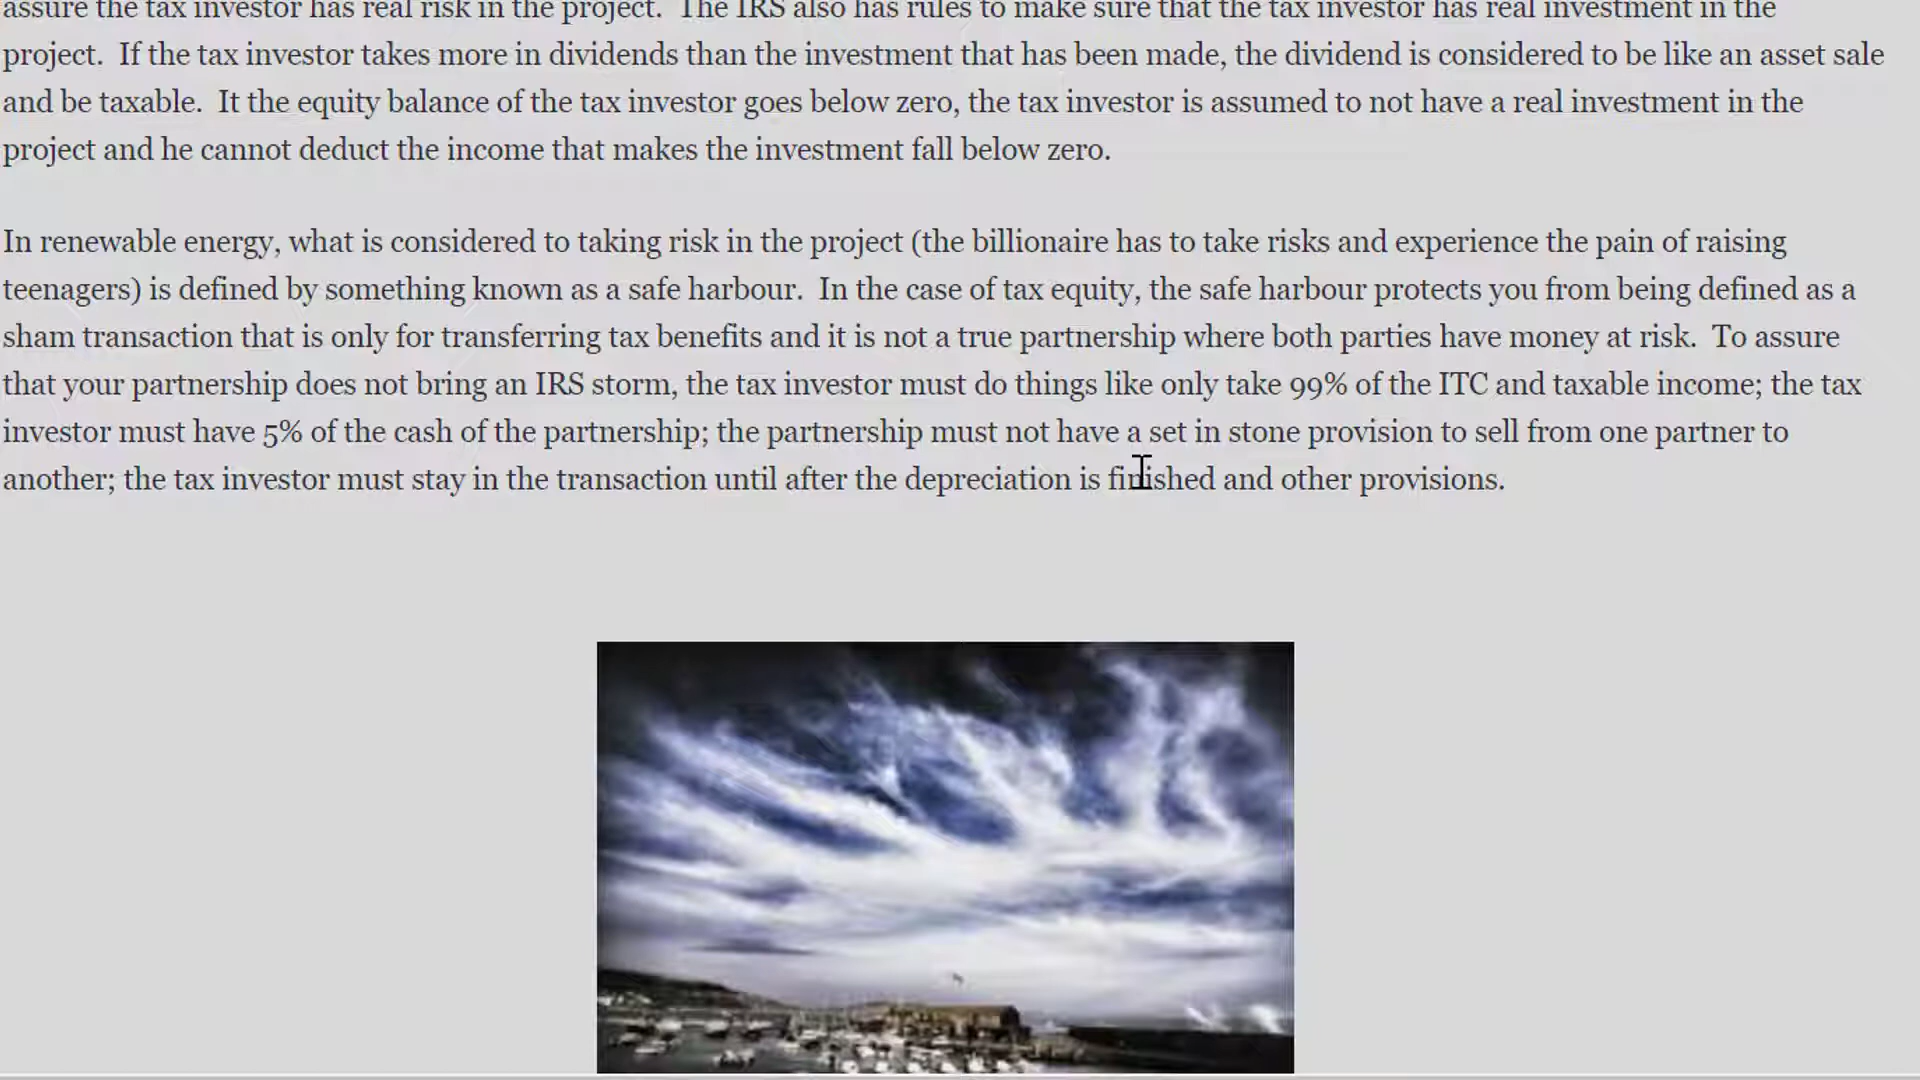 assure the tax investor has real risk in the project.  The IRS also has rules to make sure that the tax investor has real investment in the
project.  If the tax investor takes more in dividends than the investment that has been made, the dividend is considered to be like an asset sale
and be taxable.  It the equity balance of the tax investor goes below zero, the tax investor is assumed to not have a real investment in the
project and he cannot deduct the income that makes the investment fall below zero.
In renewable energy, what is considered to taking risk in the project (the billionaire has to take risks and experience the pain of raising
teenagers) is defined by something known as a safe harbour.  In the case of tax equity, the safe harbour protects you from being defined as a
sham transaction that is only for transferring tax benefits and it is not a true partnership where both parties have money at risk.  To assure
that your partnership does not bring an IRS storm, the tax investor must do things like only take 99% of the ITC and taxable income; the tax
investor must have 5% of the cash of the partnership; the partnership must not have a set in stone provision to sell from one partner to
another; the tax investor must stay in the transaction until after the depreciation is finished and other provisions.